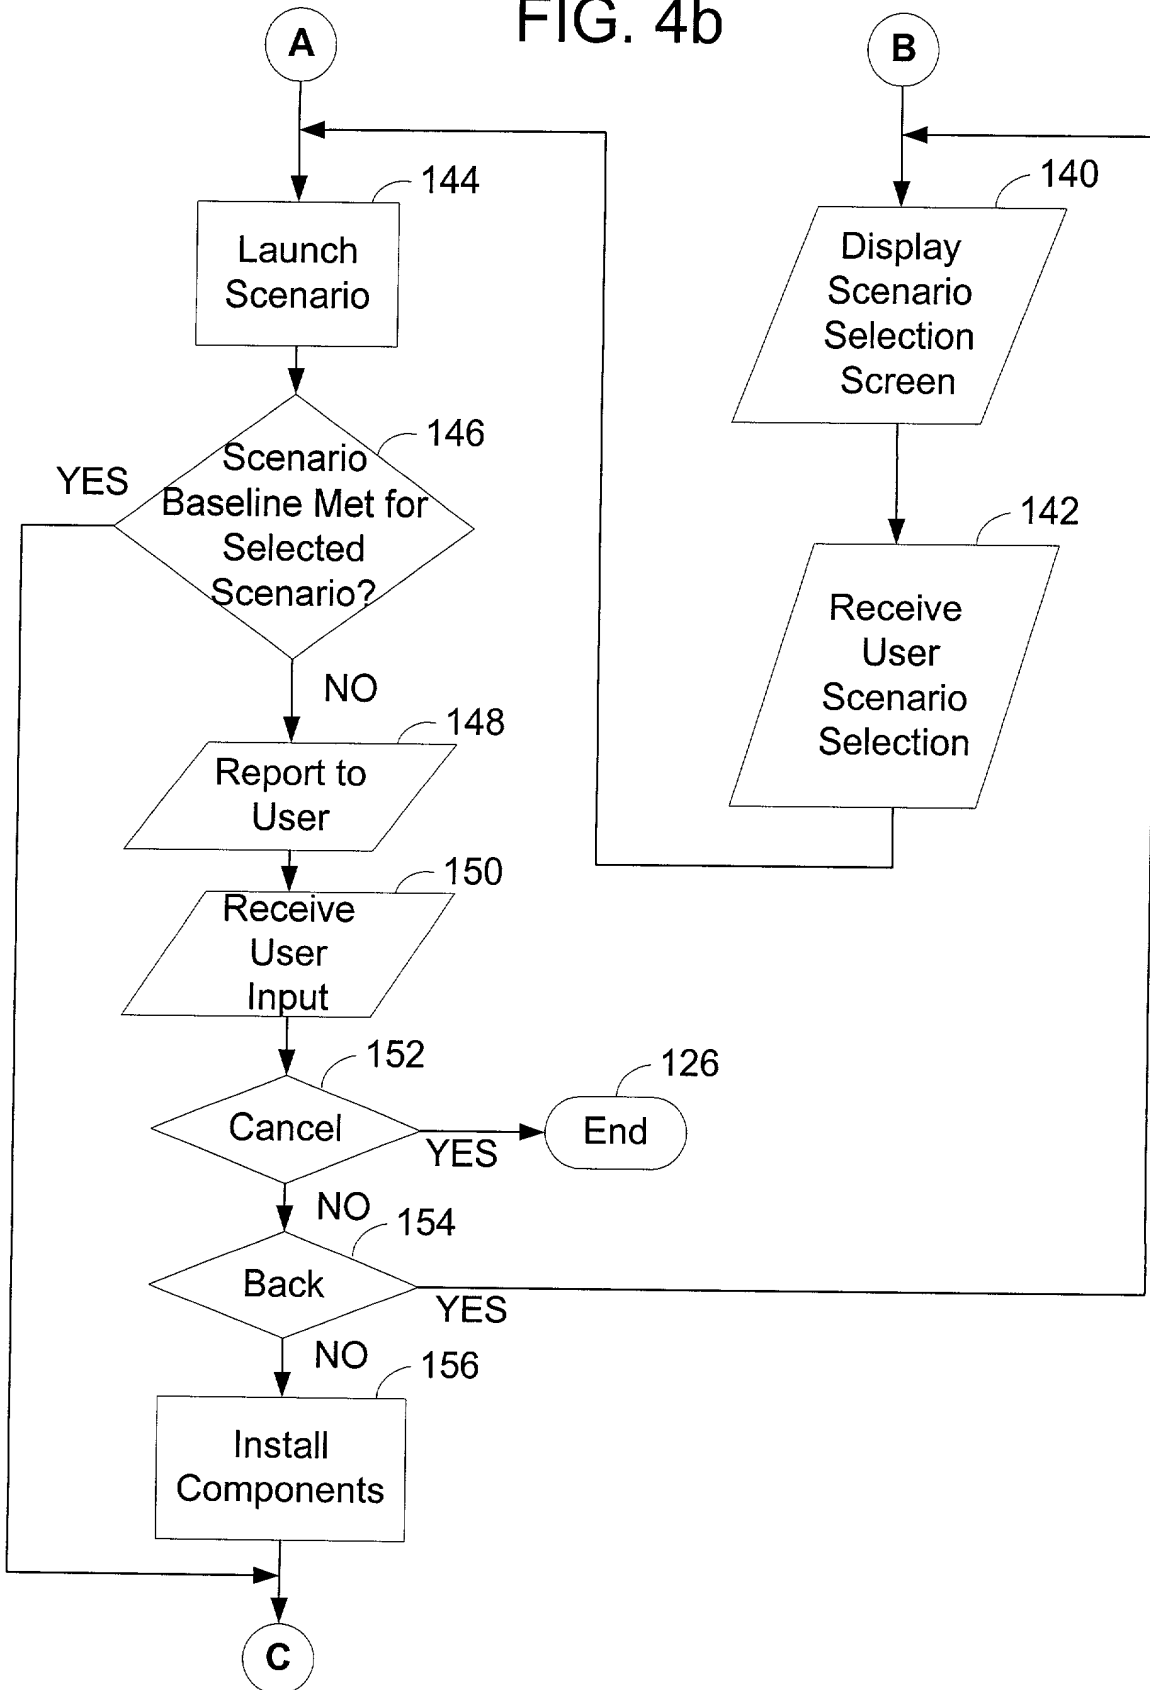 FIG. 4b
A
B
144
Launch
Scenario
140
Display
Scenario
Selection
Screen
146
Scenario
Baseline Met for
Selected
Scenario?
YES
NO
142
Receive
User
Scenario
Selection
148
Report to
User
150
Receive
User
Input
152
Cancel
YES
126
End
NO
154
Back
YES
NO
156
Install
Components
C